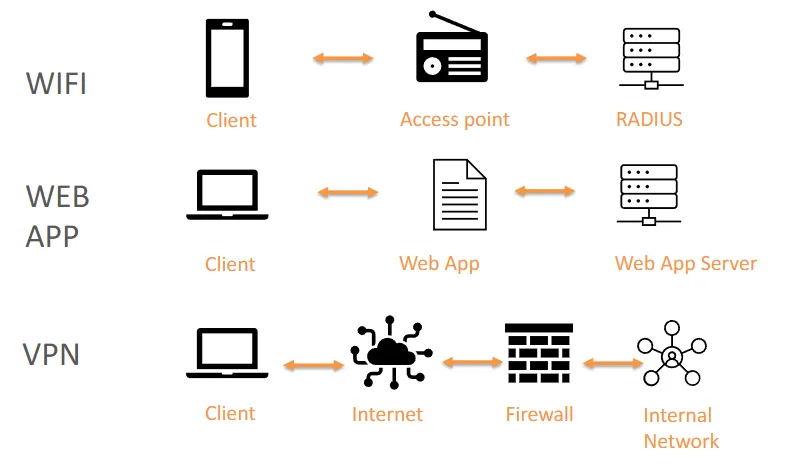 WIFI
Client
Access point
RADIUS
WEB
APP
Client
Web App
Web App Server
VPN
Client
Internet
Firewall
Internal
Network